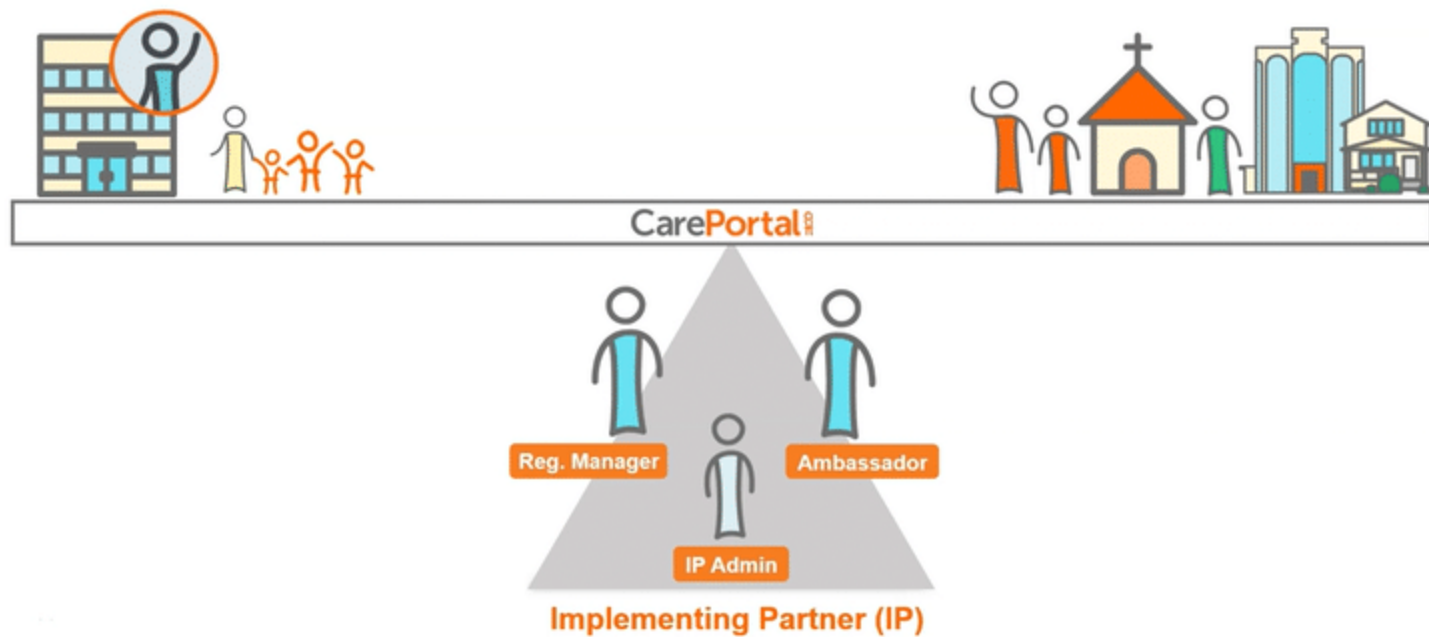 CarePortal
Reg. Manager
Ambassador
IP Admin
Implementing Partner (IP)